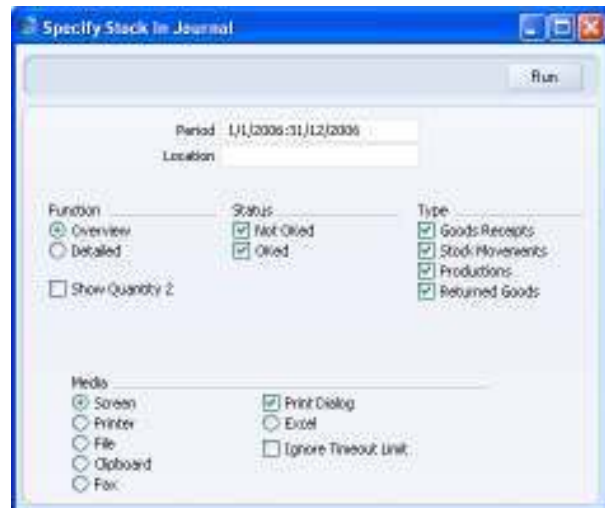 Specify Stock In Journal
Run
Period 1/1/2006:31/12/2006
Location
Function
Overview
Detailed
Show Quantity 2
Status
Not OKed
OKed
Type
Goods Receipts
Stock Movements
Productions
Returned Goods
Media
Screen
Printer
File
Clipboard
Fax
Print Dialog
Excel
Ignore Timeout Limit